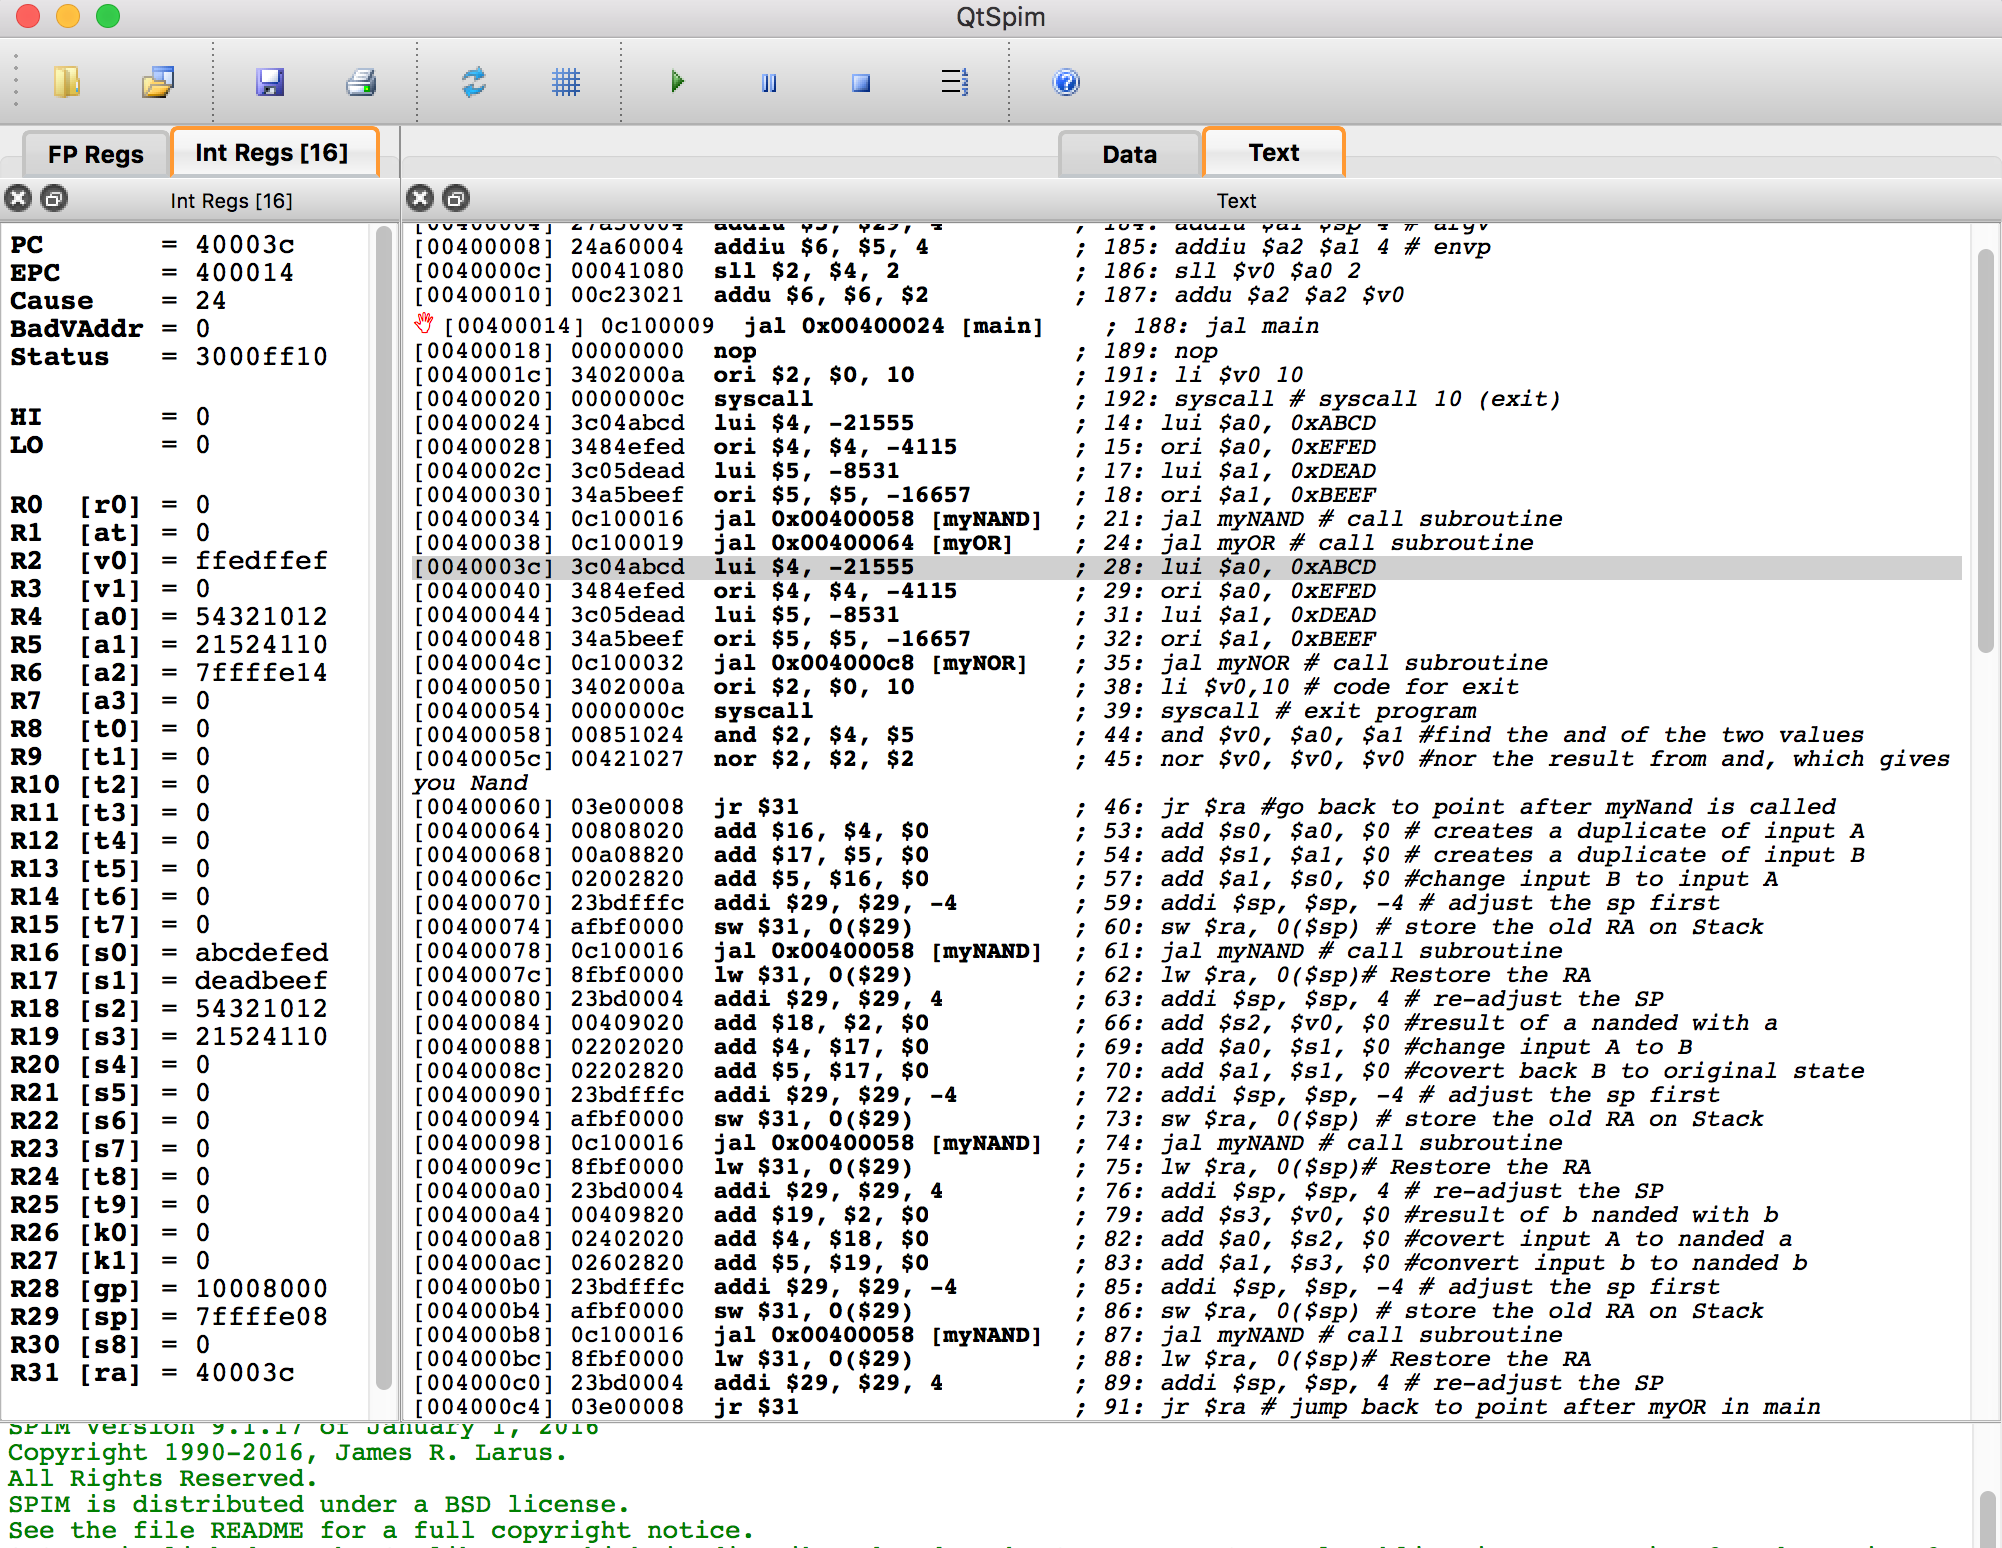 QtSpim
FP Regs
Int Regs [16]
Data
Text
Int Regs [16]
Text
PC = 40003c
EPC = 400014
Cause = 24
BadVAddr = 0
Status = 3000ff10
HI = 0
LO = 0
R0 [r0] = 0
R1 [at] = 0
R2 [v0] = ffedffef
R3 [v1] = 0
R4 [a0] = 54321012
R5 [a1] = 21524110
R6 [a2] = 7ffffe14
R7 [a3] = 0
R8 [t0] = 0
R9 [t1] = 0
R10 [t2] = 0
R11 [t3] = 0
R12 [t4] = 0
R13 [t5] = 0
R14 [t6] = 0
R15 [t7] = 0
R16 [s0] = abcdefed
R17 [s1] = deadbeef
R18 [s2] = 54321012
R19 [s3] = 21524110
R20 [s4] = 0
R21 [s5] = 0
R22 [s6] = 0
R23 [s7] = 0
R24 [t8] = 0
R25 [t9] = 0
R26 [k0] = 0
R27 [k1] = 0
R28 [gp] = 10008000
R29 [sp] = 7ffffe08
R30 [s8] = 0
R31 [ra] = 40003c
[00400004] 27a50004 addiu $5, $29, 4 ; 184: addiu $a1 $sp 4 # argv
[00400008] 24a60004 addiu $6, $5, 4 ; 185: addiu $a2 $a1 4 # envp
[0040000c] 00041080 sll $2, $4, 2 ; 186: sll $v0 $a0 2
[00400010] 00c23021 addu $6, $6, $2 ; 187: addu $a2 $a2 $v0
[00400014] 0c100009 jal 0x00400024 [main] ; 188: jal main
[00400018] 00000000 nop ; 189: nop
[0040001c] 3402000a ori $2, $0, 10 ; 191: li $v0 10
[00400020] 0000000c syscall ; 192: syscall # syscall 10 (exit)
[00400024] 3c04abcd lui $4, -21555 ; 14: lui $a0, 0xABCD
[00400028] 3484efed ori $4, $4, -4115 ; 15: ori $a0, 0xEFED
[0040002c] 3c05dead lui $5, -8531 ; 17: lui $a1, 0xDEAD
[00400030] 34a5beef ori $5, $5, -16657 ; 18: ori $a1, 0xBEEF
[00400034] 0c100016 jal 0x00400058 [myNAND] ; 21: jal myNAND # call subroutine
[00400038] 0c100019 jal 0x00400064 [myOR] ; 24: jal myOR # call subroutine
[0040003c] 3c04abcd lui $4, -21555 ; 28: lui $a0, 0xABCD
[00400040] 3484efed ori $4, $4, -4115 ; 29: ori $a0, 0xEFED
[00400044] 3c05dead lui $5, -8531 ; 31: lui $a1, 0xDEAD
[00400048] 34a5beef ori $5, $5, -16657 ; 32: ori $a1, 0xBEEF
[0040004c] 0c100032 jal 0x004000c8 [myNOR] ; 35: jal myNOR # call subroutine
[00400050] 3402000a ori $2, $0, 10 ; 38: li $v0,10 # code for exit
[00400054] 0000000c syscall ; 39: syscall # exit program
[00400058] 00851024 and $2, $4, $5 ; 44: and $v0, $a0, $a1 #find the and of the two values
[0040005c] 00421027 nor $2, $2, $2 ; 45: nor $v0, $v0, $v0 #nor the result from and, which gives
you Nand
[00400060] 03e00008 jr $31 ; 46: jr $ra #go back to point after myNand is called
[00400064] 00808020 add $16, $4, $0 ; 53: add $s0, $a0, $0 # creates a duplicate of input A
[00400068] 00a08820 add $17, $5, $0 ; 54: add $s1, $a1, $0 # creates a duplicate of input B
[0040006c] 02002820 add $5, $16, $0 ; 57: add $a1, $s0, $0 #change input B to input A
[00400070] 23bdfffc addi $29, $29, -4 ; 59: addi $sp, $sp, -4 # adjust the sp first
[00400074] afbf0000 sw $31, 0($29) ; 60: sw $ra, 0($sp) # store the old RA on Stack
[00400078] 0c100016 jal 0x00400058 [myNAND] ; 61: jal myNAND # call subroutine
[0040007c] 8fbf0000 lw $31, 0($29) ; 62: lw $ra, 0($sp)# Restore the RA
[00400080] 23bd0004 addi $29, $29, 4 ; 63: addi $sp, $sp, 4 # re-adjust the SP
[00400084] 00409020 add $18, $2, $0 ; 66: add $s2, $v0, $0 #result of a nanded with a
[00400088] 02202020 add $4, $17, $0 ; 69: add $a0, $s1, $0 #change input A to B
[0040008c] 02202820 add $5, $17, $0 ; 70: add $a1, $s1, $0 #covert back B to original state
[00400090] 23bdfffc addi $29, $29, -4 ; 72: addi $sp, $sp, -4 # adjust the sp first
[00400094] afbf0000 sw $31, 0($29) ; 73: sw $ra, 0($sp) # store the old RA on Stack
[00400098] 0c100016 jal 0x00400058 [myNAND] ; 74: jal myNAND # call subroutine
[0040009c] 8fbf0000 lw $31, 0($29) ; 75: lw $ra, 0($sp)# Restore the RA
[004000a0] 23bd0004 addi $29, $29, 4 ; 76: addi $sp, $sp, 4 # re-adjust the SP
[004000a4] 00409820 add $19, $2, $0 ; 79: add $s3, $v0, $0 #result of b nanded with b
[004000a8] 02402020 add $4, $18, $0 ; 82: add $a0, $s2, $0 #covert input A to nanded a
[004000ac] 02602820 add $5, $19, $0 ; 83: add $a1, $s3, $0 #convert input b to nanded b
[004000b0] 23bdfffc addi $29, $29, -4 ; 85: addi $sp, $sp, -4 # adjust the sp first
[004000b4] afbf0000 sw $31, 0($29) ; 86: sw $ra, 0($sp) # store the old RA on Stack
[004000b8] 0c100016 jal 0x00400058 [myNAND] ; 87: jal myNAND # call subroutine
[004000bc] 8fbf0000 lw $31, 0($29) ; 88: lw $ra, 0($sp)# Restore the RA
[004000c0] 23bd0004 addi $29, $29, 4 ; 89: addi $sp, $sp, 4 # re-adjust the SP
[004000c4] 03e00008 jr $31 ; 91: jr $ra # jump back to point after myOR in main
SPIM Version 9.1.17 of January 1, 2016
Copyright 1990-2016, James R. Larus.
All Rights Reserved.
SPIM is distributed under a BSD license.
See the file README for a full copyright notice.